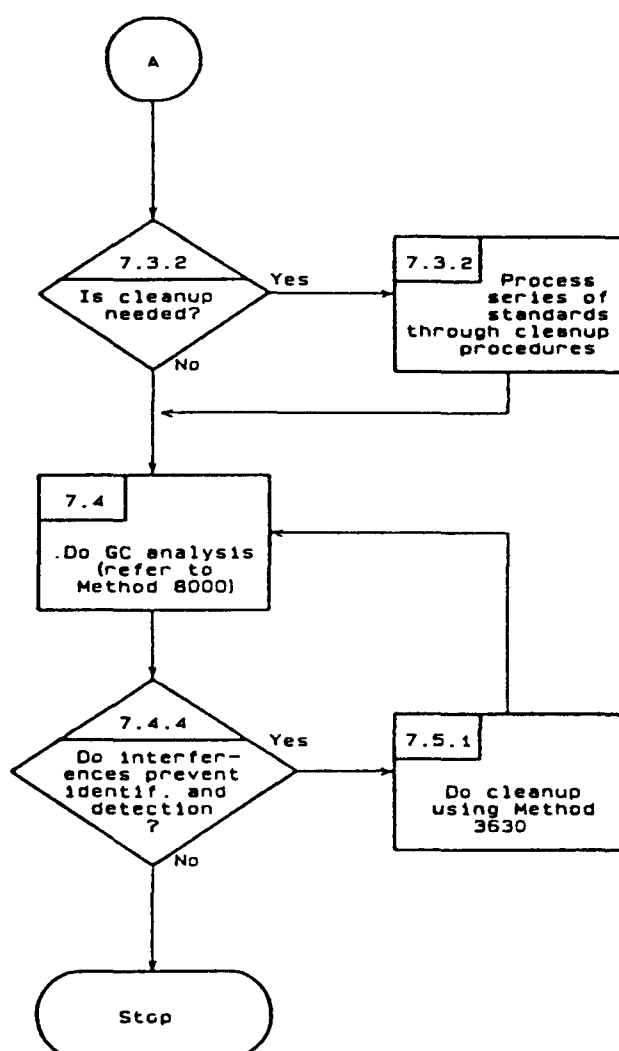 A
7.3.2
Is cleanup
needed?
Yes
No
7.3.2
Process
series of
standards
through cleanup
procedures
7.4
.Do GC analysis
(refer to
Method 8000)
7.4.4
Do interfer-
ences prevent
identif. and
detection
?
Yes
No
7.5.1
Do cleanup
using Method
3630
Stop